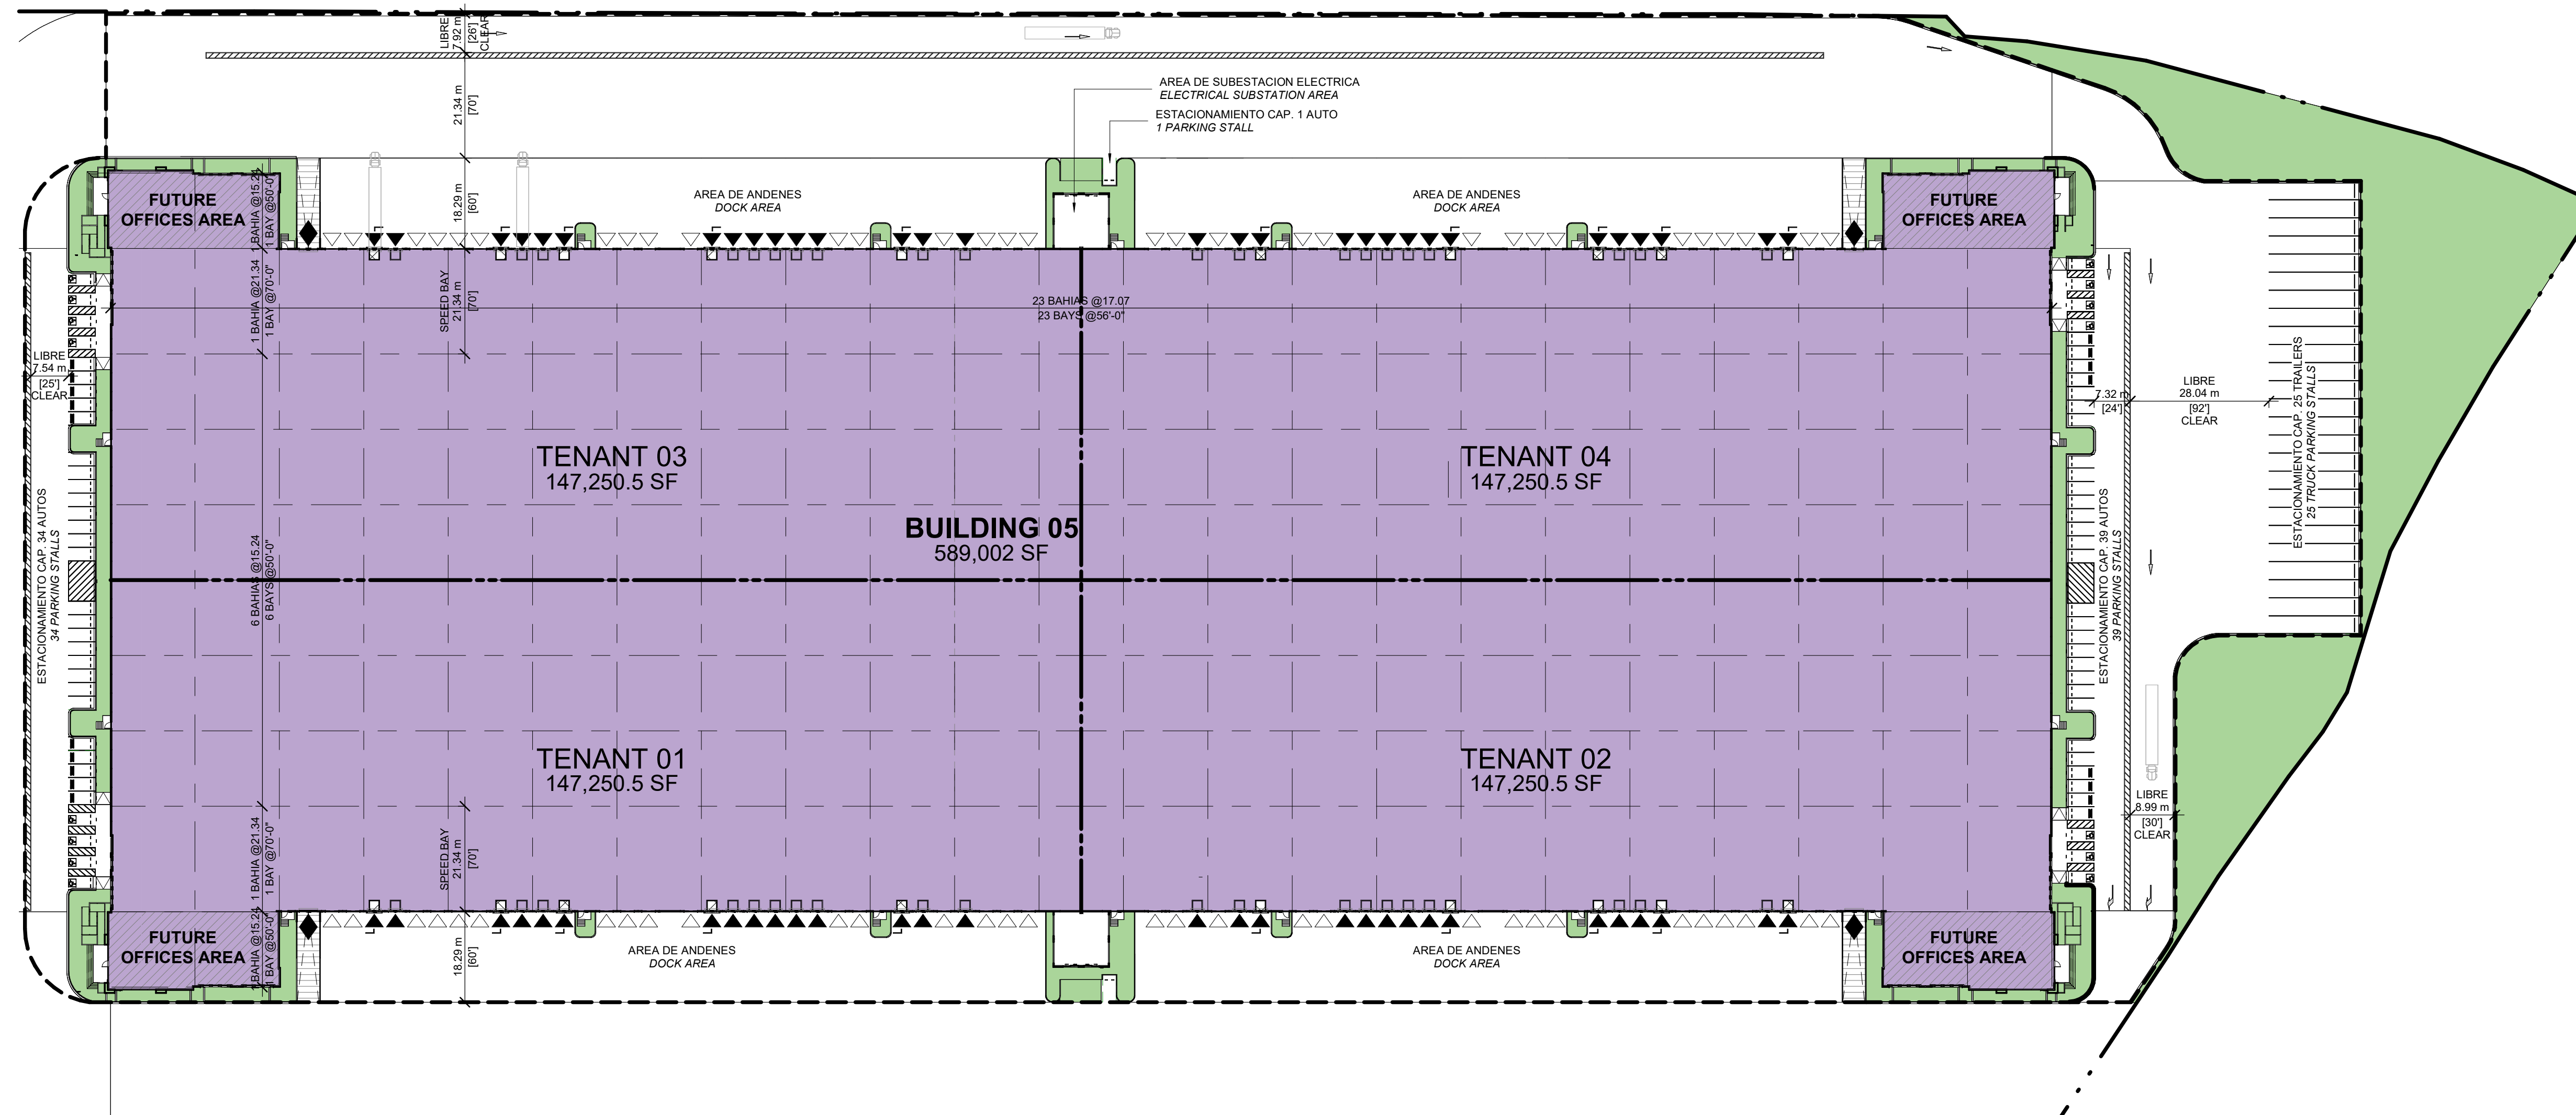 LIBRE
7.92 m
[26']
CLEAR
21.34 m
[70']
AREA DE SUBESTACION ELECTRICA
ELECTRICAL SUBSTATION AREA
ESTACIONAMIENTO CAP. 1 AUTO
1 PARKING STALL
FUTURE
OFFICES AREA
1 BAHIA @15.24
1 BAY @50'-0"
18.29 m
[60']
AREA DE ANDENES
DOCK AREA
AREA DE ANDENES
DOCK AREA
FUTURE
OFFICES AREA
1 BAHIA @21.34
1 BAY @70'-0"
SPEED BAY
21.34 m
[70']
23 BAHIAS @17.07
23 BAYS @56'-0"
LIBRE
7.54 m
[25']
CLEAR
7.32 m
[24']
LIBRE
28.04 m
[92']
CLEAR
ESTACIONAMIENTO CAP. 25 TRAILERS
25 TRUCK PARKING STALLS
TENANT 03
147,250.5 SF
TENANT 04
147,250.5 SF
BUILDING 05
589,002 SF
ESTACIONAMIENTO CAP. 34 AUTOS
34 PARKING STALLS
6 BAHIAS @15.24
6 BAYS @50'-0"
ESTACIONAMIENTO CAP. 39 AUTOS
39 PARKING STALLS
TENANT 01
147,250.5 SF
TENANT 02
147,250.5 SF
LIBRE
8.99 m
[30']
CLEAR
1 BAHIA @21.34
1 BAY @70'-0"
SPEED BAY
21.34 m
[70']
FUTURE
OFFICES AREA
1 BAHIA @15.24
1 BAY @50'-0"
18.29 m
[60']
AREA DE ANDENES
DOCK AREA
AREA DE ANDENES
DOCK AREA
FUTURE
OFFICES AREA